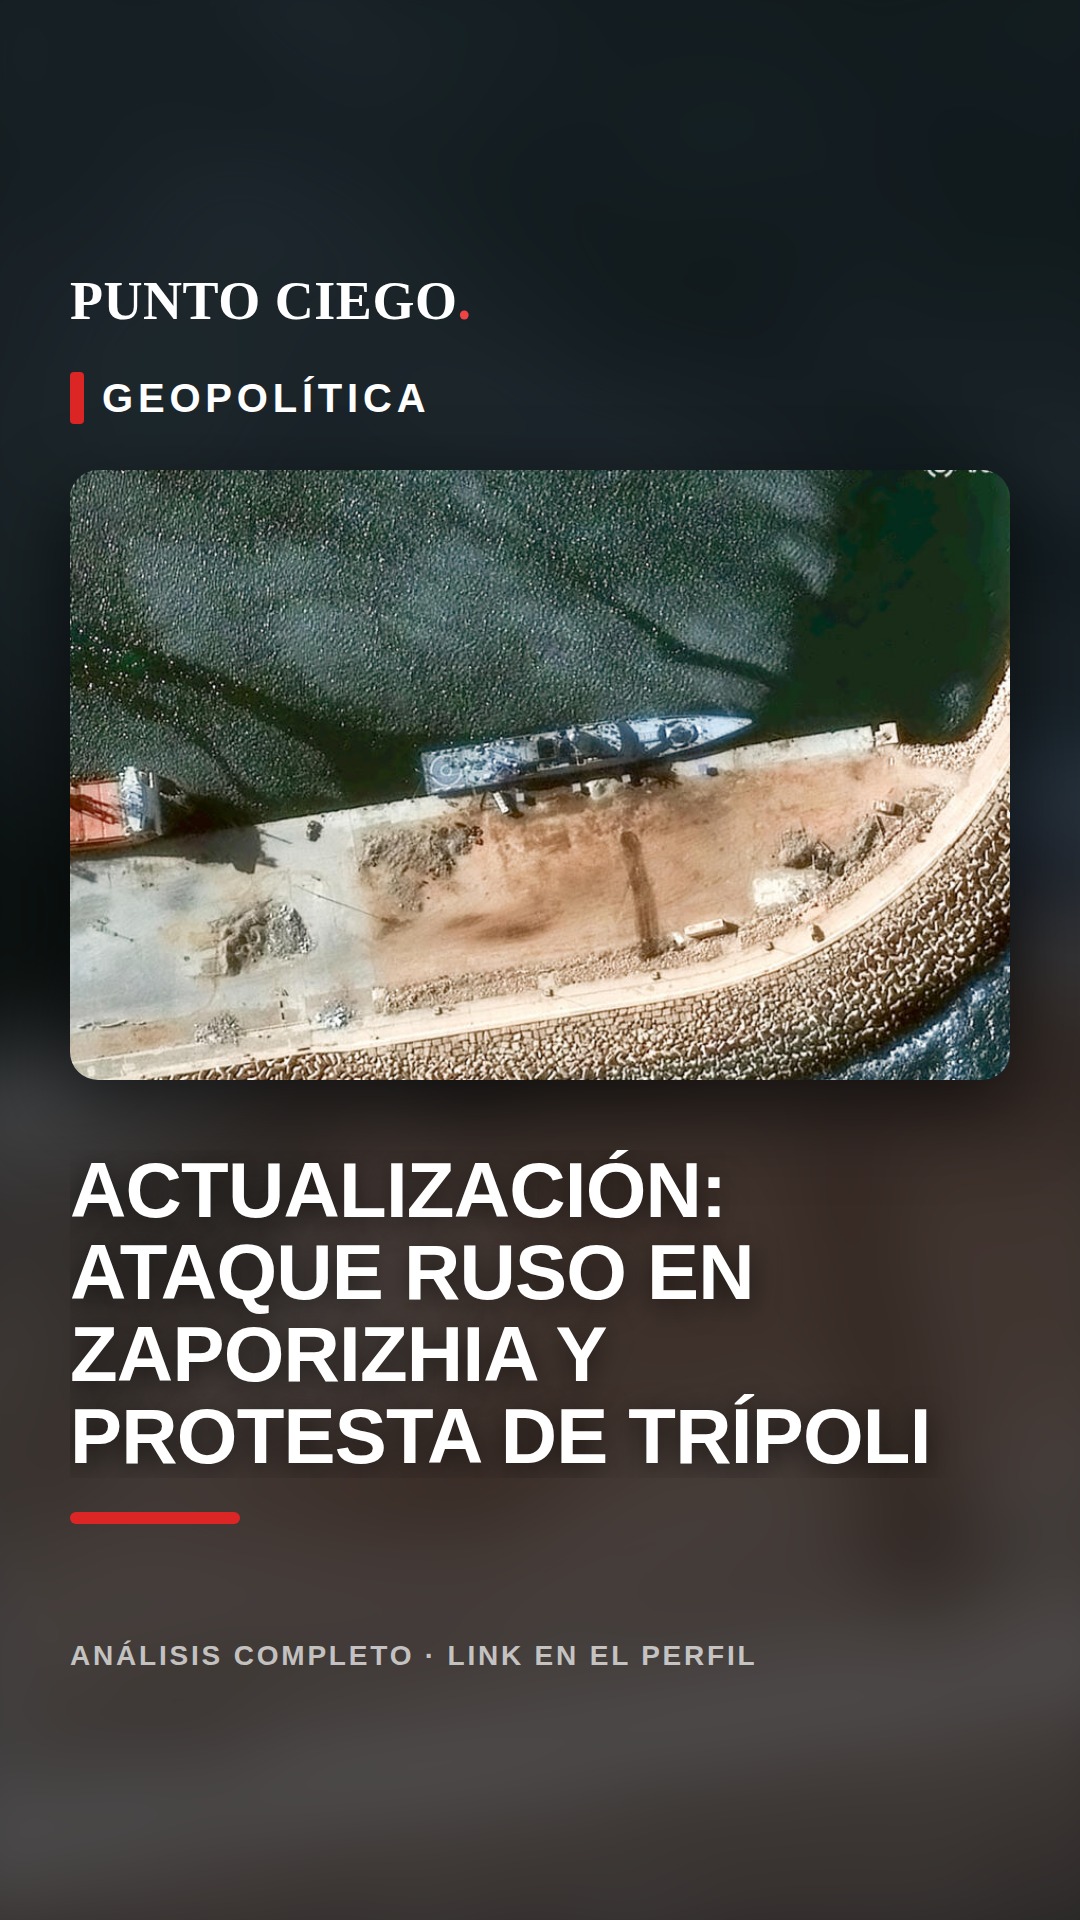 PUNTO CIEGO.
GEOPOLÍTICA
ACTUALIZACIÓN:
ATAQUE RUSO EN
ZAPORIZHIA Y
PROTESTA DE TRÍPOLI
ANÁLISIS COMPLETO · LINK EN EL PERFIL